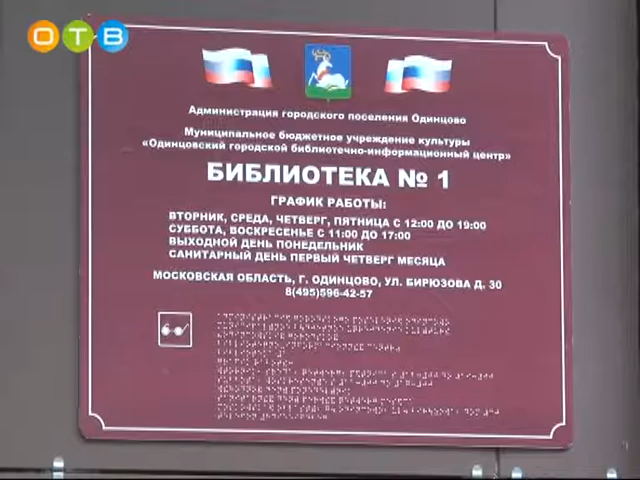 ОТВ
Администрация городского поселения Одинцово
Муниципальное бюджетное учреждение культуры
«Одинцовский городской библиотечно-информационный центр»
БИБЛИОТЕКА № 1
ГРАФИК РАБОТЫ:
ВТОРНИК, СРЕДА, ЧЕТВЕРГ, ПЯТНИЦА С 12:00 ДО 19:00
СУББОТА, ВОСКРЕСЕНЬЕ С 11:00 ДО 17:00
ВЫХОДНОЙ ДЕНЬ ПОНЕДЕЛЬНИК
САНИТАРНЫЙ ДЕНЬ ПЕРВЫЙ ЧЕТВЕРГ МЕСЯЦА
МОСКОВСКАЯ ОБЛАСТЬ, Г. ОДИНЦОВО, УЛ. БИРЮЗОВА Д. 30
8(495)596-42-57